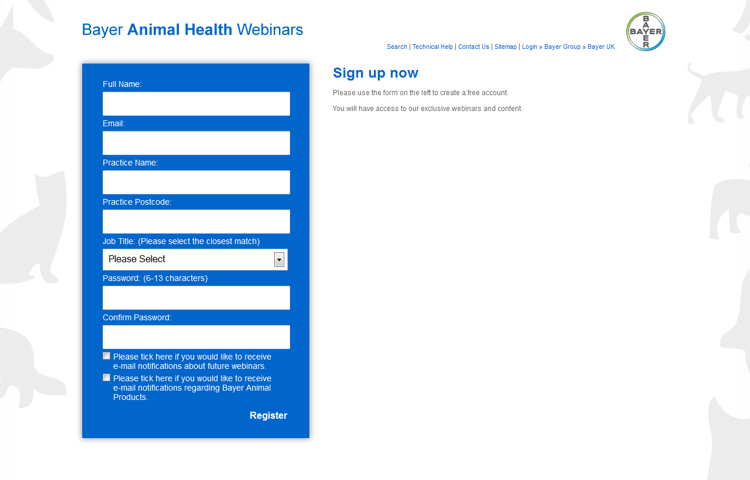 Bayer Animal Health Webinars
Search | Technical Help | Contact Us | Sitemap | Login » Bayer Group » Bayer UK
BAYER
BAYER
Full Name:
Email:
Practice Name:
Practice Postcode:
Job Title: (Please select the closest match)
Please Select
Password: (6-13 characters)
Confirm Password:
Please tick here if you would like to receive
e-mail notifications about future webinars.
Please tick here if you would like to receive
e-mail notifications regarding Bayer Animal
Products.
Register
Sign up now
Please use the form on the left to create a free account.
You will have access to our exclusive webinars and content.